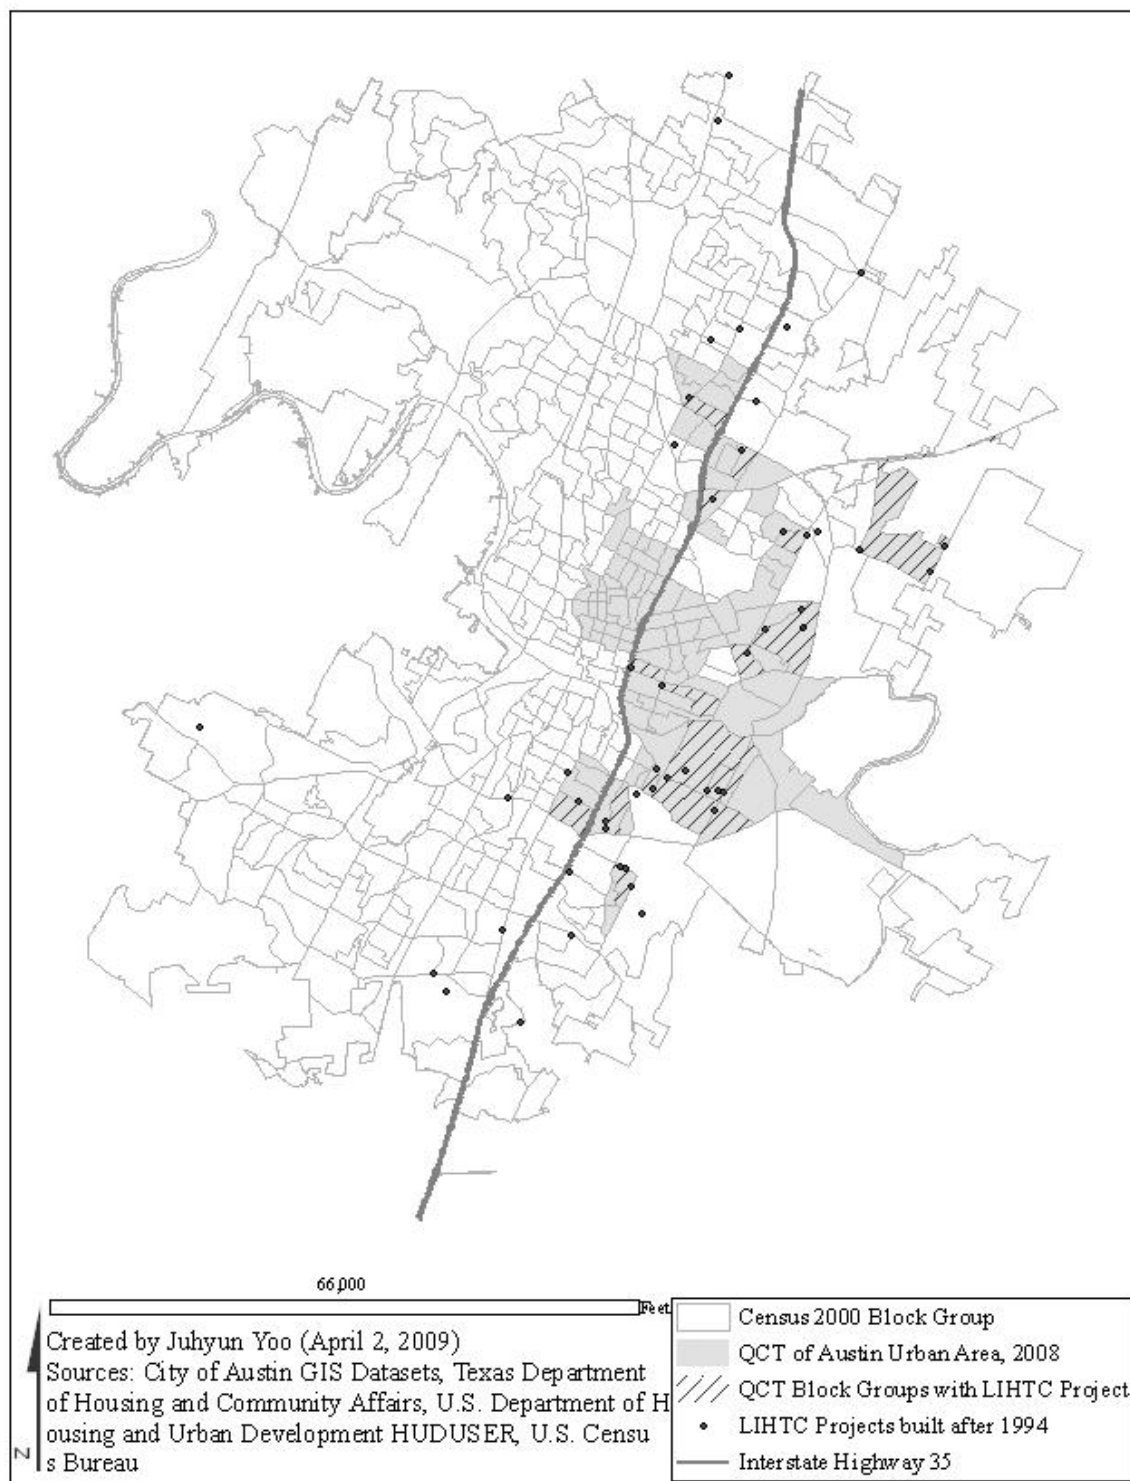 66,000
Feet
Created by Juhyun Yoo (April 2, 2009)
Sources: City of Austin GIS Datasets, Texas Department
of Housing and Community Affairs, U.S. Department of H
ousing and Urban Development HUDUSER, U.S. Censu
s Bureau
N
Census 2000 Block Group
QCT of Austin Urban Area, 2008
QCT Block Groups with LIHTC Project
LIHTC Projects built after 1994
Interstate Highway 35